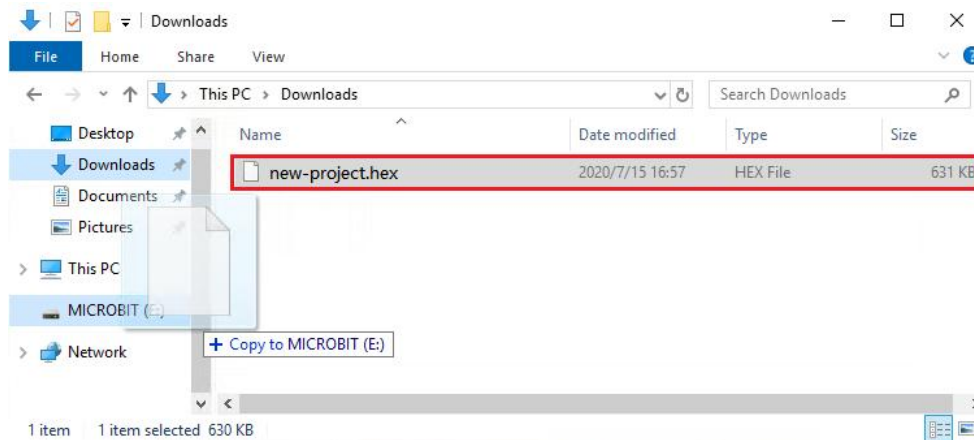 Downloads
File Home Share View
This PC > Downloads
Search Downloads
Name Date modified Type Size
Desktop
Downloads
Documents
Pictures
This PC
MICROBIT (E:)
Network
new-project.hex 2020/7/15 16:57 HEX File 631 KB
+ Copy to MICROBIT (E:)
1 item 1 item selected 630 KB